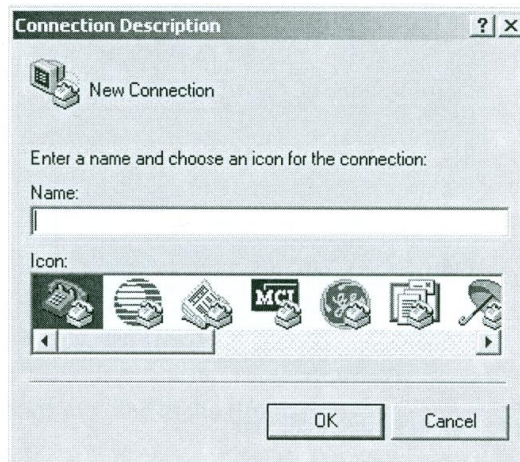 Connection Description
New Connection
Enter a name and choose an icon for the connection:
Name:
Icon:
MCI
OK
Cancel